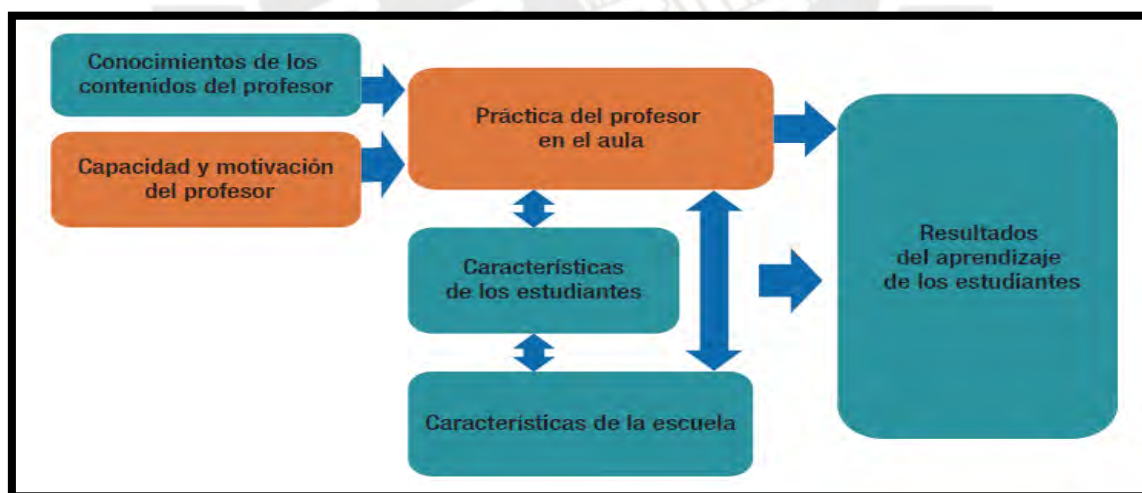 Conocimientos de los
contenidos del profesor
Capacidad y motivación
del profesor
Práctica del profesor
en el aula
Características
de los estudiantes
Características de la escuela
Resultados
del aprendizaje
de los estudiantes